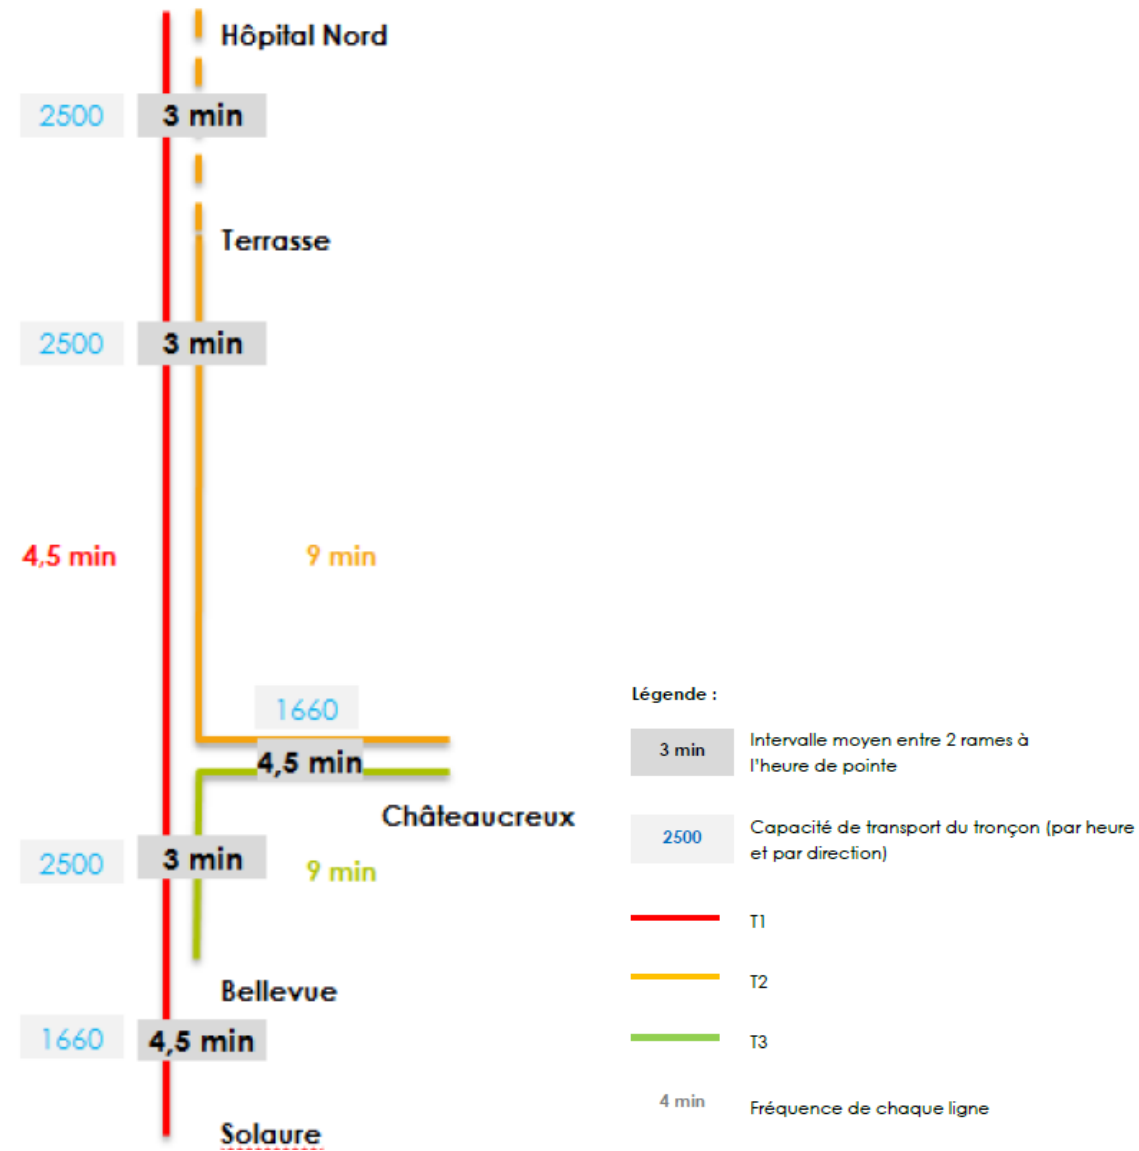 Hôpital Nord
2500
3 min
Terrasse
2500
3 min
4,5 min
9 min
1660
4,5 min
Châteaucreux
2500
3 min
9 min
Bellevue
1660
4,5 min
Solaure
Légende :
3 min
Intervalle moyen entre 2 rames à
l'heure de pointe
2500
Capacité de transport du tronçon (par heure
et par direction)
T1
T2
T3
4 min
Fréquence de chaque ligne